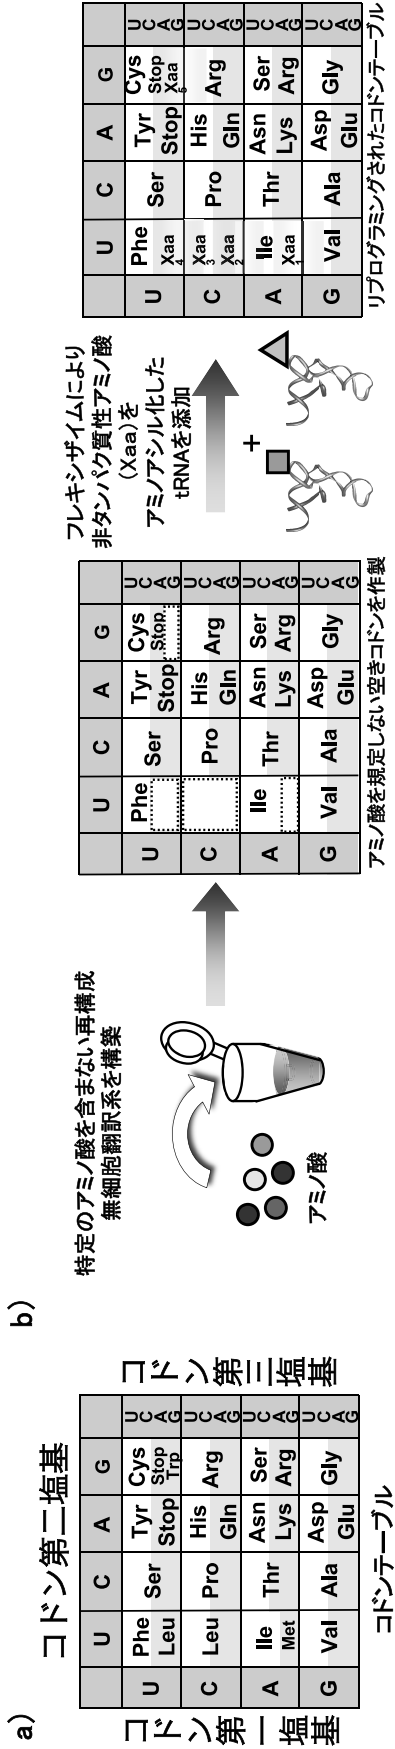 a)
コドン第二塩基
コドン第一塩基
コドン第三塩基
U C A G
U Phe Leu Ser Tyr Stop Cys Stop Trp U C A G
C Leu Pro His Gln Arg U C A G
A Ile Met Thr Asn Lys Ser Arg U C A G
G Val Ala Asp Glu Gly U C A G
コドンテーブル
b)
特定のアミノ酸を含まない再構成
無細胞翻訳系を構築
アミノ酸
U C A G
U Phe Ser Tyr Stop Cys Stop U C A G
C Pro His Gln Arg U C A G
A Ile Thr Asn Lys Ser Arg U C A G
G Val Ala Asp Glu Gly U C A G
アミノ酸を規定しない空きコドンを作製
フレキシザイムにより
非タンパク質性アミノ酸
(Xaa)を
アミノアシル化した
tRNAを添加
+
U C A G
U Phe Xaa4 Ser Tyr Stop Cys Stop Xaa5 U C A G
C Xaa3 Xaa2 Pro His Gln Arg U C A G
A Ile Xaa1 Thr Asn Lys Ser Arg U C A G
G Val Ala Asp Glu Gly U C A G
リプログラミングされたコドンテーブル